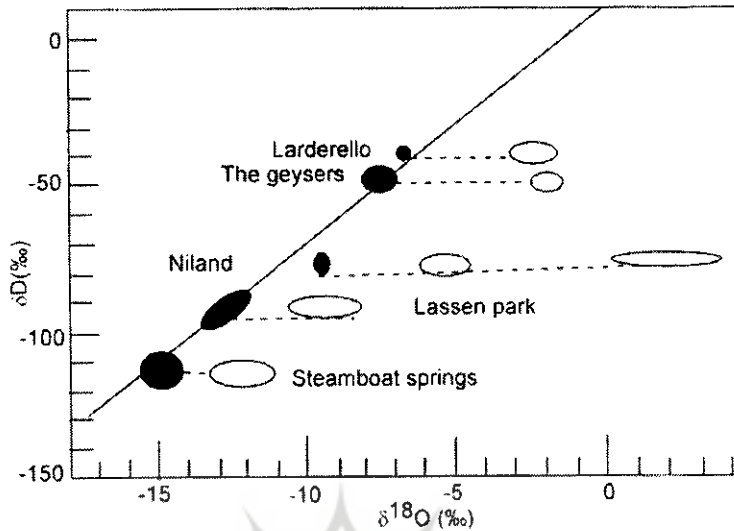 0
Larderello
The geysers
-50
δD(‰)
Niland
Lassen park
-100
Steamboat springs
-150
-15
-10
-5
0
δ¹⁸O (‰)